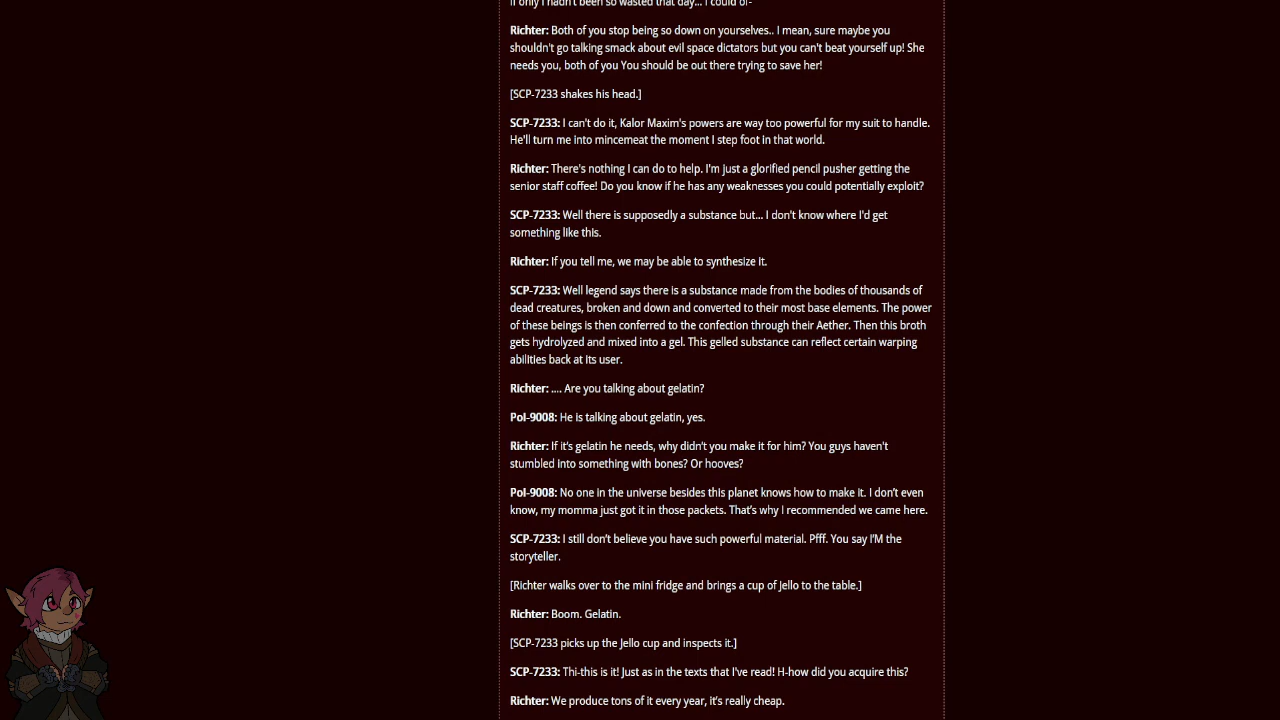 if only I hadn't been so wasted that day... I could of-
Richter: Both of you stop being so down on yourselves.. I mean, sure maybe you
shouldn't go talking smack about evil space dictators but you can't beat yourself up! She
needs you, both of you You should be out there trying to save her!
[SCP-7233 shakes his head.]
SCP-7233: I can't do it, Kalor Maxim's powers are way too powerful for my suit to handle.
He'll turn me into mincemeat the moment I step foot in that world.
Richter: There's nothing I can do to help. I'm just a glorified pencil pusher getting the
senior staff coffee! Do you know if he has any weaknesses you could potentially exploit?
SCP-7233: Well there is supposedly a substance but... I don't know where I'd get
something like this.
Richter: If you tell me, we may be able to synthesize it.
SCP-7233: Well legend says there is a substance made from the bodies of thousands of
dead creatures, broken and down and converted to their most base elements. The power
of these beings is then conferred to the confection through their Aether. Then this broth
gets hydrolyzed and mixed into a gel. This gelled substance can reflect certain warping
abilities back at its user.
Richter: .... Are you talking about gelatin?
PoI-9008: He is talking about gelatin, yes.
Richter: If it's gelatin he needs, why didn't you make it for him? You guys haven't
stumbled into something with bones? Or hooves?
PoI-9008: No one in the universe besides this planet knows how to make it. I don't even
know, my momma just got it in those packets. That's why I recommended we came here.
SCP-7233: I still don't believe you have such powerful material. Pfff. You say I'M the
storyteller.
[Richter walks over to the mini fridge and brings a cup of Jello to the table.]
Richter: Boom. Gelatin.
[SCP-7233 picks up the Jello cup and inspects it.]
SCP-7233: Thi-this is it! Just as in the texts that I've read! H-how did you acquire this?
Richter: We produce tons of it every year, it's really cheap.